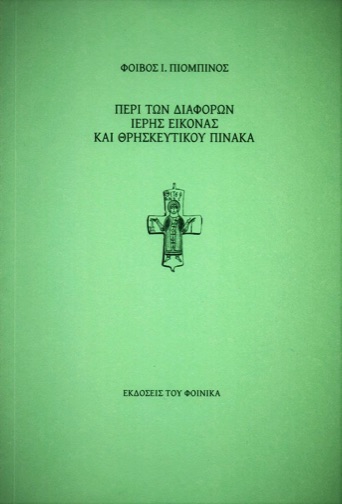 ΦΟΙΒΟΣ Ι. ΠΙΟΜΠΙΝΟΣ
ΠΕΡΙ ΤΩΝ ΔΙΑΦΟΡΩΝ
ΙΕΡΗΣ ΕΙΚΟΝΑΣ
ΚΑΙ ΘΡΗΣΚΕΥΤΙΚΟΥ ΠΙΝΑΚΑ
ΕΚΔΟΣΕΙΣ ΤΟΥ ΦΟΙΝΙΚΑ